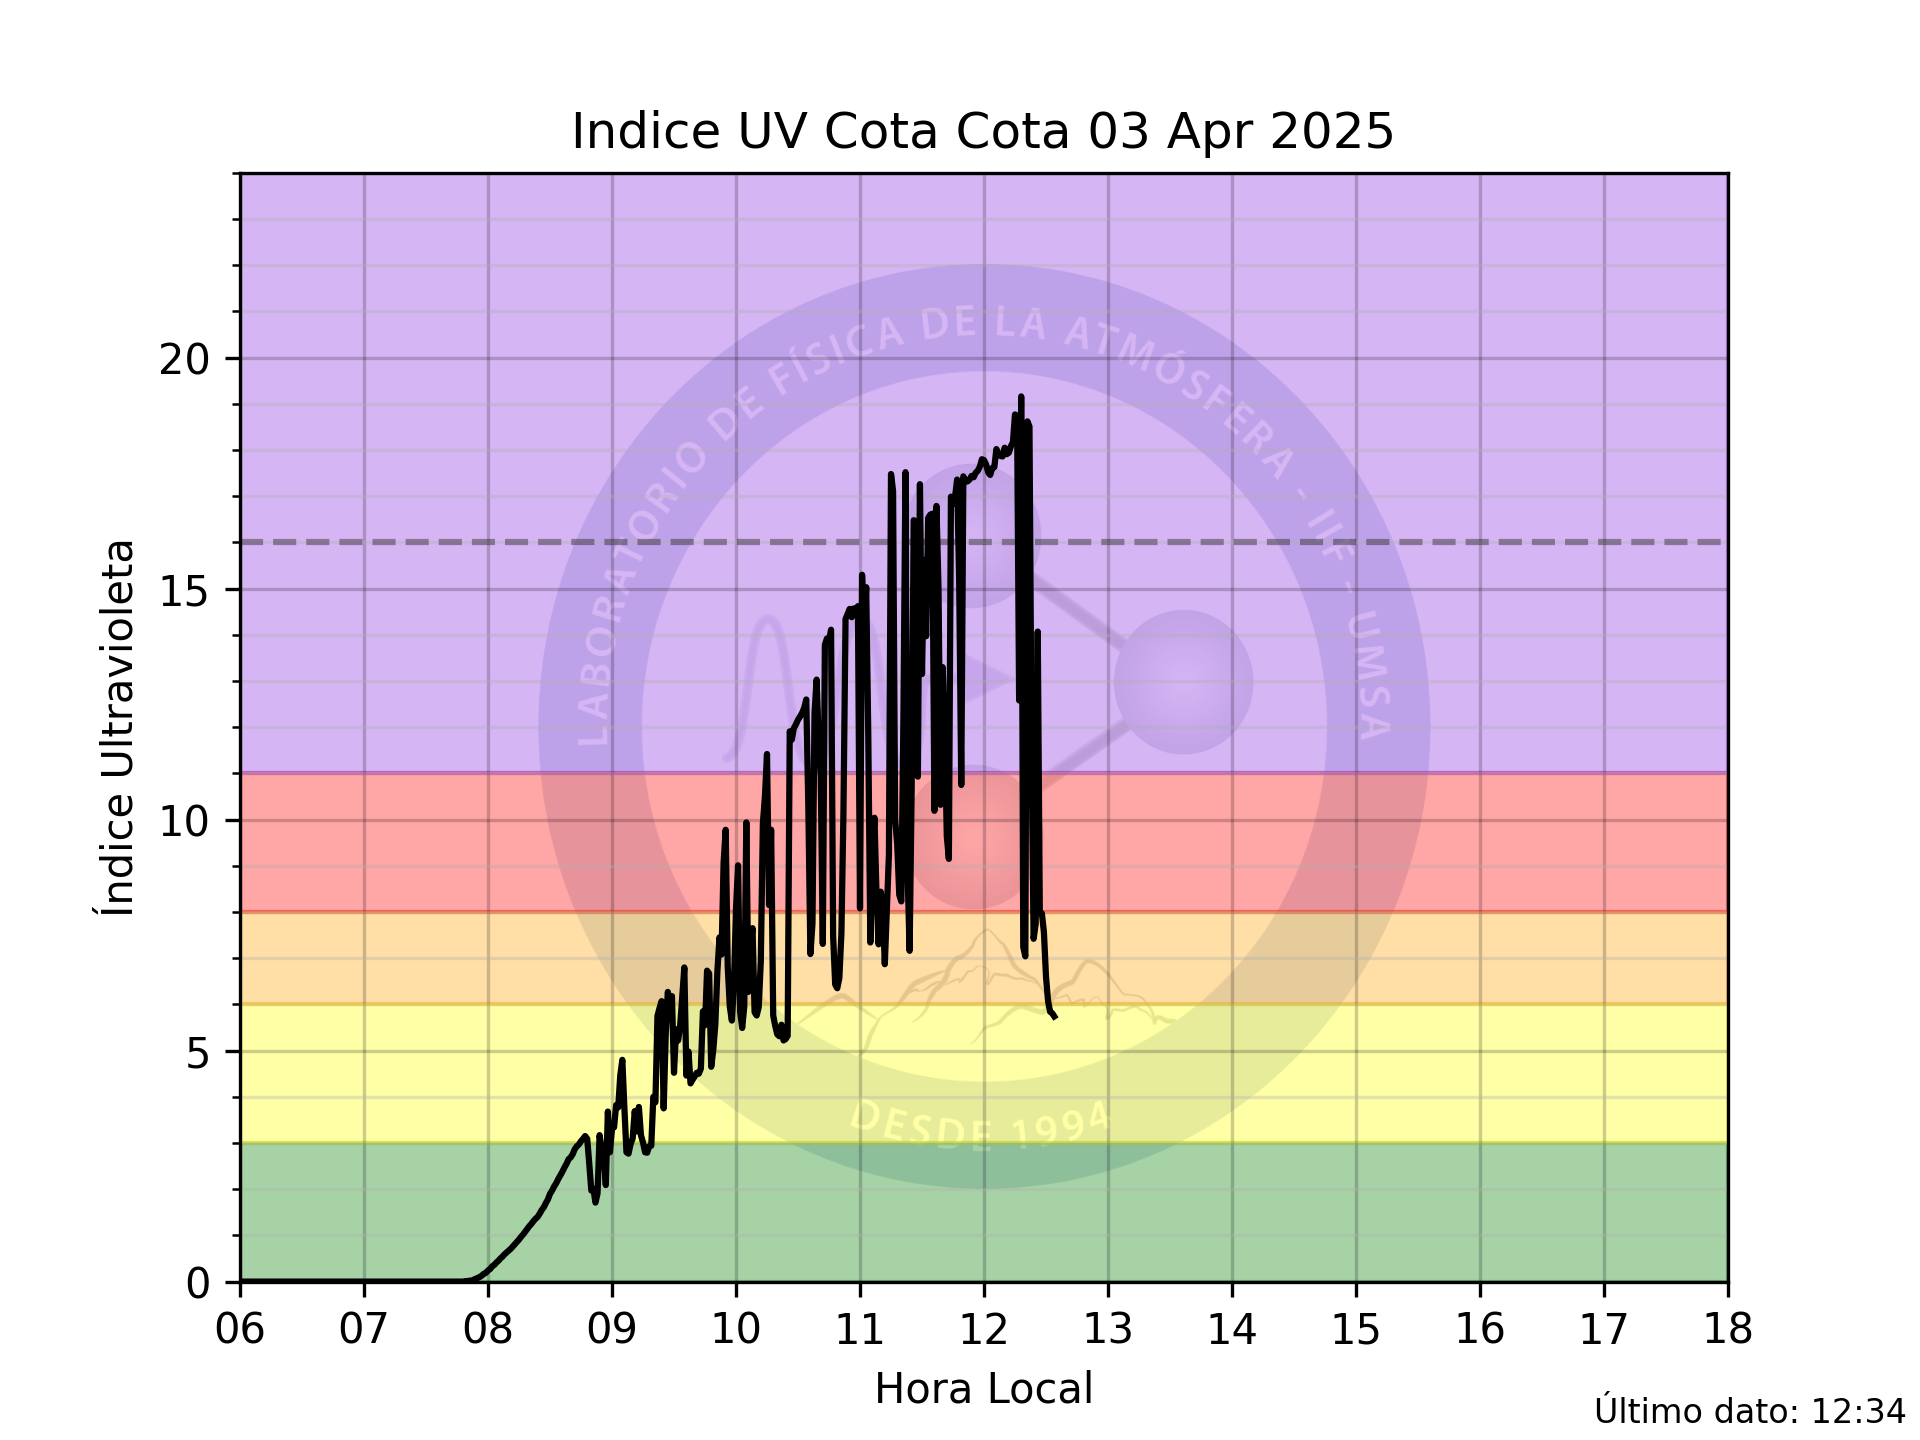 Indice UV Cota Cota 03 Apr 2025
Índice Ultravioleta
20
15
10
5
0
LABORATORIO DE FÍSICA DE LA ATMÓSFERA - IIF - UMSA
DESDE 1994
06 07 08 09 10 11 12 13 14 15 16 17 18
Hora Local
Último dato: 12:34